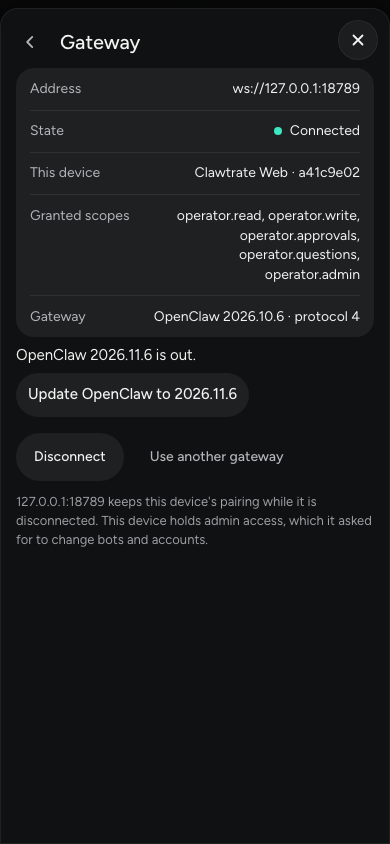 Gateway
Address ws://127.0.0.1:18789
State Connected
This device Clawtrate Web · a41c9e02
Granted scopes operator.read, operator.write,
operator.approvals,
operator.questions,
operator.admin
Gateway OpenClaw 2026.10.6 · protocol 4
OpenClaw 2026.11.6 is out.
Update OpenClaw to 2026.11.6
Disconnect Use another gateway
127.0.0.1:18789 keeps this device's pairing while it is
disconnected. This device holds admin access, which it asked
for to change bots and accounts.